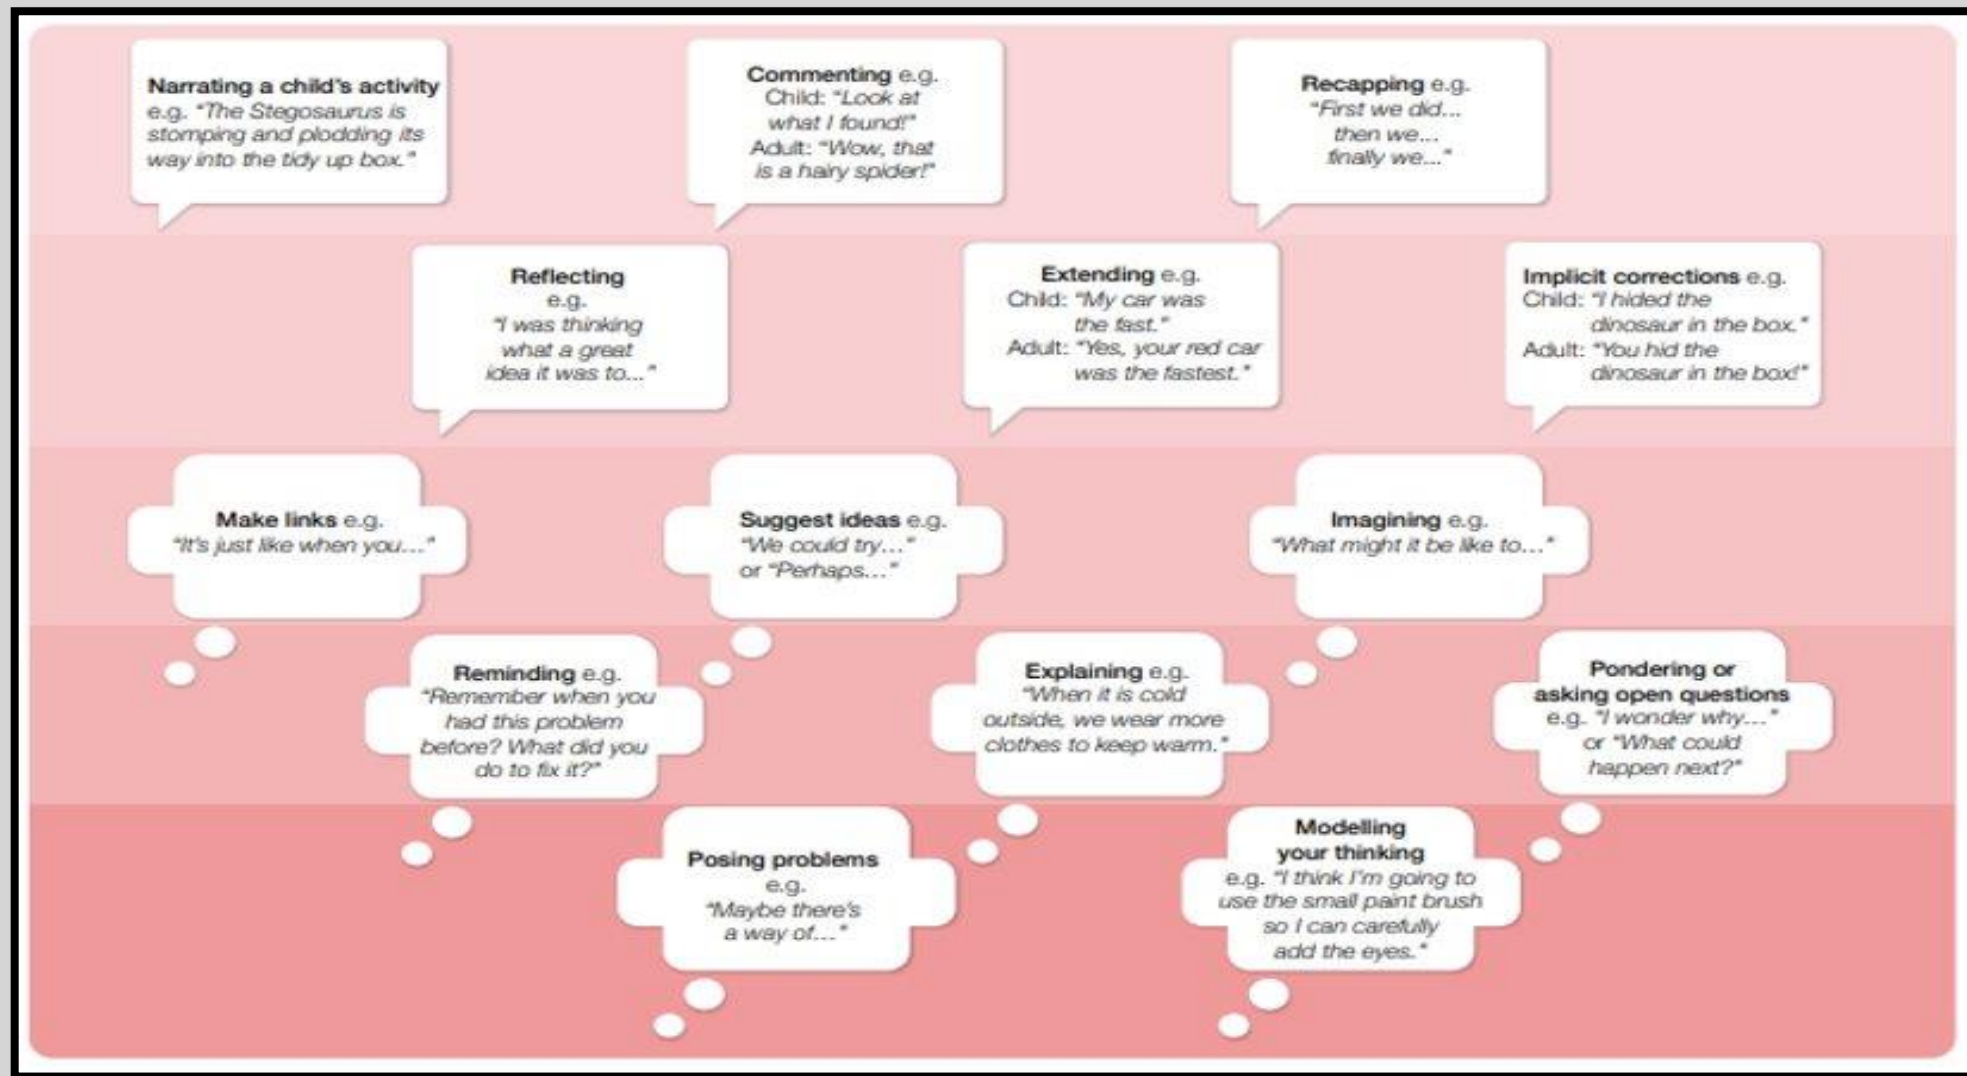 Narrating a child's activity
e.g. "The Stegosaurus is
stomping and plodding its
way into the tidy up box."
Commenting e.g.
Child: "Look at
what I found!"
Adult: "Wow, that
is a hairy spider!"
Recapping e.g.
"First we did...
then we...
finally we..."
Reflecting
e.g.
"I was thinking
what a great
idea it was to..."
Extending e.g.
Child: "My car was
the fast."
Adult: "Yes, your red car
was the fastest."
Implicit corrections e.g.
Child: "I hided the
dinosaur in the box."
Adult: "You hid the
dinosaur in the box!"
Make links e.g.
"It's just like when you..."
Suggest ideas e.g.
"We could try..."
or "Perhaps..."
Imagining e.g.
"What might it be like to..."
Reminding e.g.
"Remember when you
had this problem
before? What did you
do to fix it?"
Explaining e.g.
"When it is cold
outside, we wear more
clothes to keep warm."
Pondering or
asking open questions
e.g. "I wonder why..."
or "What could
happen next?"
Posing problems
e.g.
"Maybe there's
a way of..."
Modelling
your thinking
e.g. "I think I'm going to
use the small paint brush
so I can carefully
add the eyes."